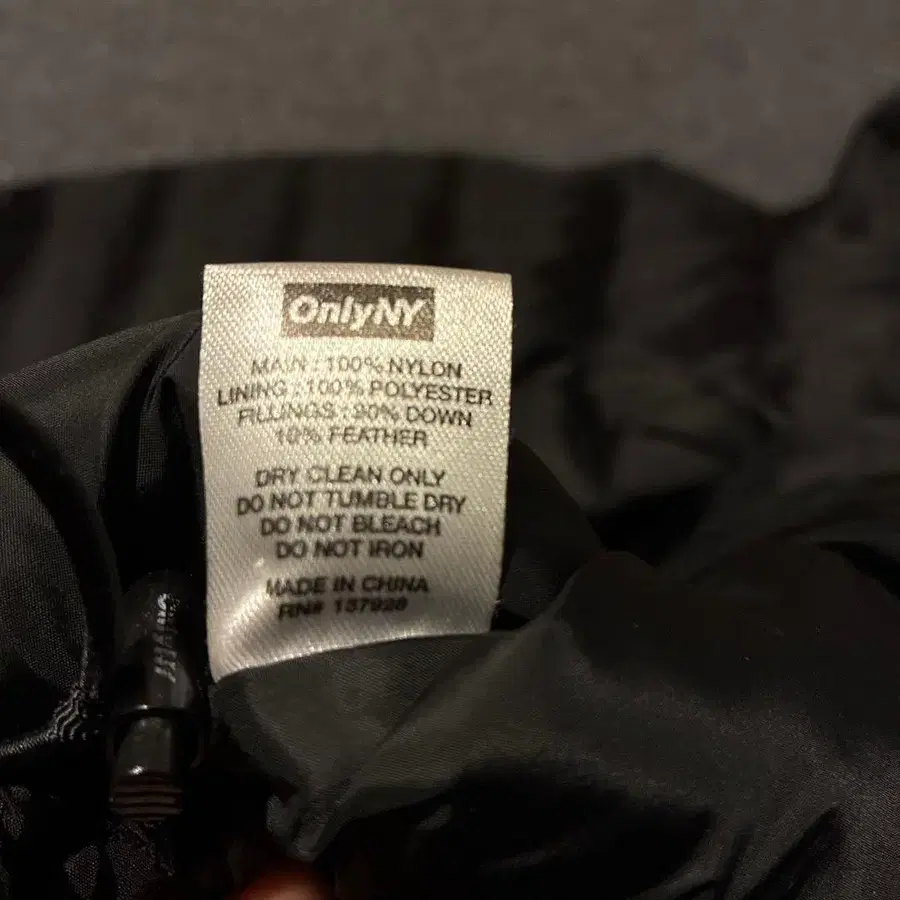 OnlyNY
MAIN : 100% NYLON
LINING : 100% POLYESTER
FILLINGS : 90% DOWN
10% FEATHER
DRY CLEAN ONLY
DO NOT TUMBLE DRY
DO NOT BLEACH
DO NOT IRON
MADE IN CHINA
RN# 137928